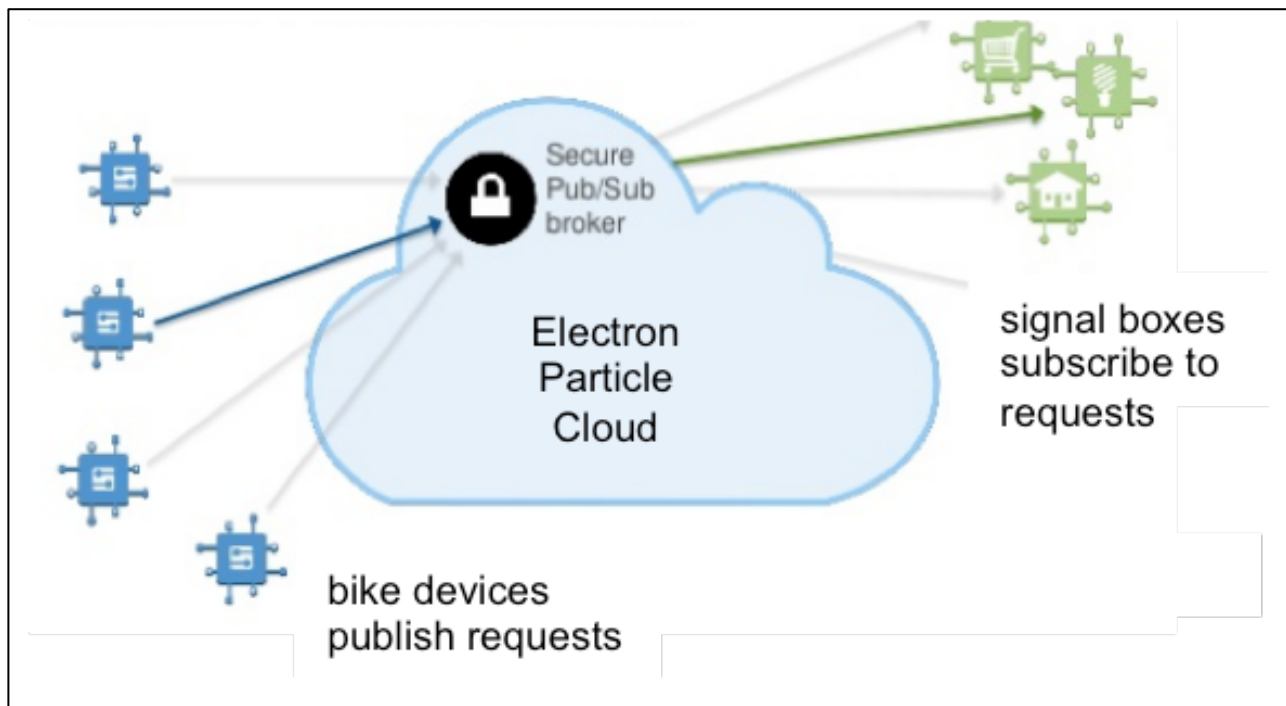 Secure
Pub/Sub
broker
Electron
Particle
Cloud
signal boxes
subscribe to
requests
bike devices
publish requests